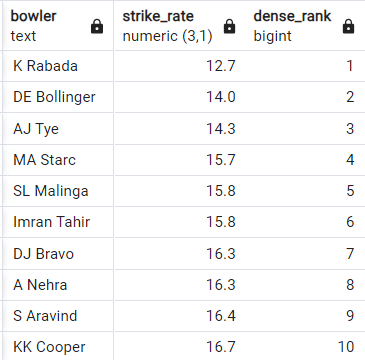 bowler strike_rate dense_rank
text numeric (3,1) bigint
K Rabada 12.7 1
DE Bollinger 14.0 2
AJ Tye 14.3 3
MA Starc 15.7 4
SL Malinga 15.8 5
Imran Tahir 15.8 6
DJ Bravo 16.3 7
A Nehra 16.3 8
S Aravind 16.4 9
KK Cooper 16.7 10